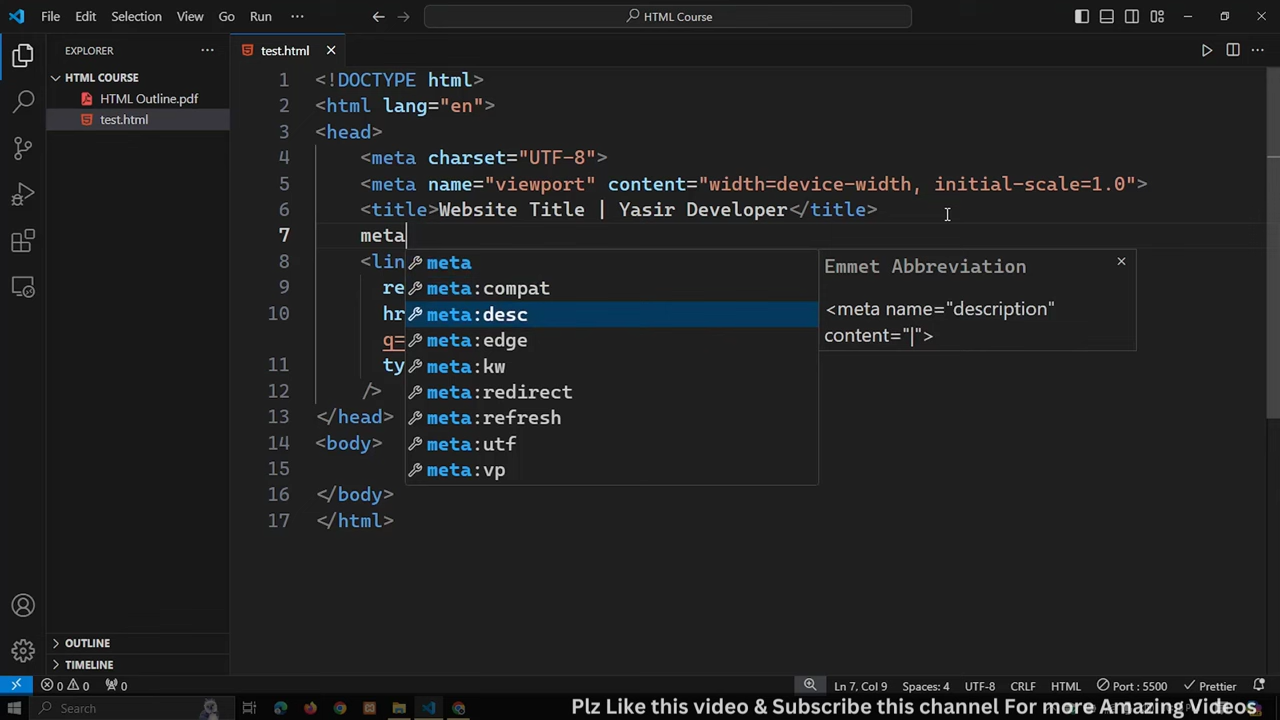 File Edit Selection View Go Run ··· HTML Course
EXPLORER ···
HTML COURSE
HTML Outline.pdf
test.html
test.html
1 <!DOCTYPE html>
2 <html lang="en">
3 <head>
4 <meta charset="UTF-8">
5 <meta name="viewport" content="width=device-width, initial-scale=1.0">
6 <title>Website Title | Yasir Developer</title>
7 meta
8 <lin
9 re
10 hr
q=
11 ty
12 />
13 </head>
14 <body>
15
16 </body>
17 </html>
meta
meta:compat
meta:desc
meta:edge
meta:kw
meta:redirect
meta:refresh
meta:utf
meta:vp
Emmet Abbreviation
<meta name="description"
content="|">
OUTLINE
TIMELINE
0 0 0 Ln 7, Col 9 Spaces: 4 UTF-8 CRLF HTML Port : 5500 Prettier
Search
Plz Like this video & Subscribe this channel For more Amazing Videos